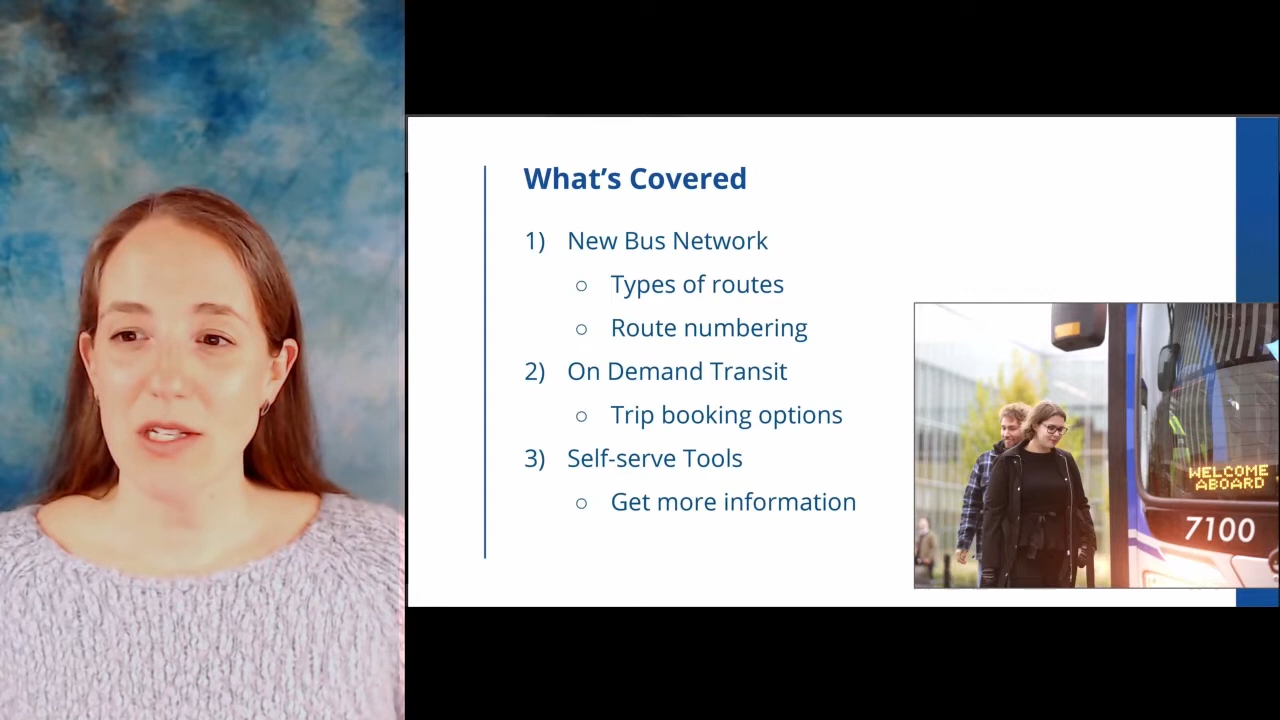 What’s Covered
1) New Bus Network
○ Types of routes
○ Route numbering
2) On Demand Transit
○ Trip booking options
3) Self-serve Tools
○ Get more information
WELCOME
ABOARD
7100